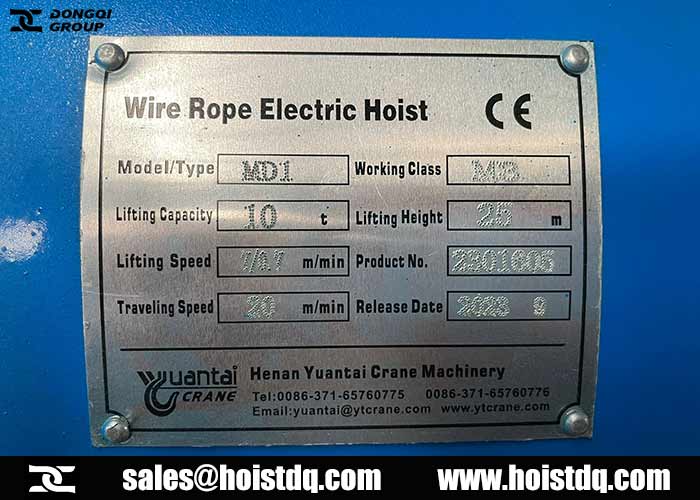 DONGQI
GROUP
Wire Rope Electric Hoist CE
Model/Type MD1 Working Class M3
Lifting Capacity 10 t Lifting Height 25 m
Lifting Speed 7/0.7 m/min Product No. 2301605
Traveling Speed 20 m/min Release Date 2023 9
Yuantai CRANE Henan Yuantai Crane Machinery
Tel:0086-371-65760775 0086-371-65760776
Email:yuantai@ytcrane.com www.ytcrane.com
sales@hoistdq.com www.hoistdq.com